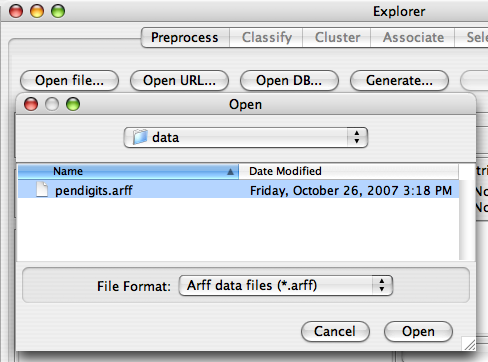 Explorer
Preprocess Classify Cluster Associate
Open file... Open URL... Open DB... Generate...
Open
data
Name Date Modified
pendigits.arff Friday, October 26, 2007 3:18 PM
File Format: Arff data files (*.arff)
Cancel Open